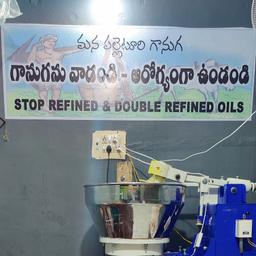 మన పల్లెటూరి గానుగ
గానుగను వాడండి - ఆరోగ్యంగా ఉండండి
STOP REFINED & DOUBLE REFINED OILS